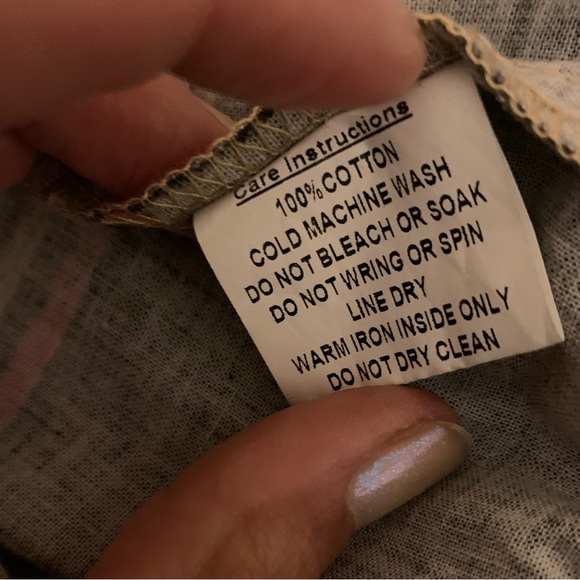 Care Instructions
100% COTTON
COLD MACHINE WASH
DO NOT BLEACH OR SOAK
DO NOT WRING OR SPIN
LINE DRY
WARM IRON INSIDE ONLY
DO NOT DRY CLEAN